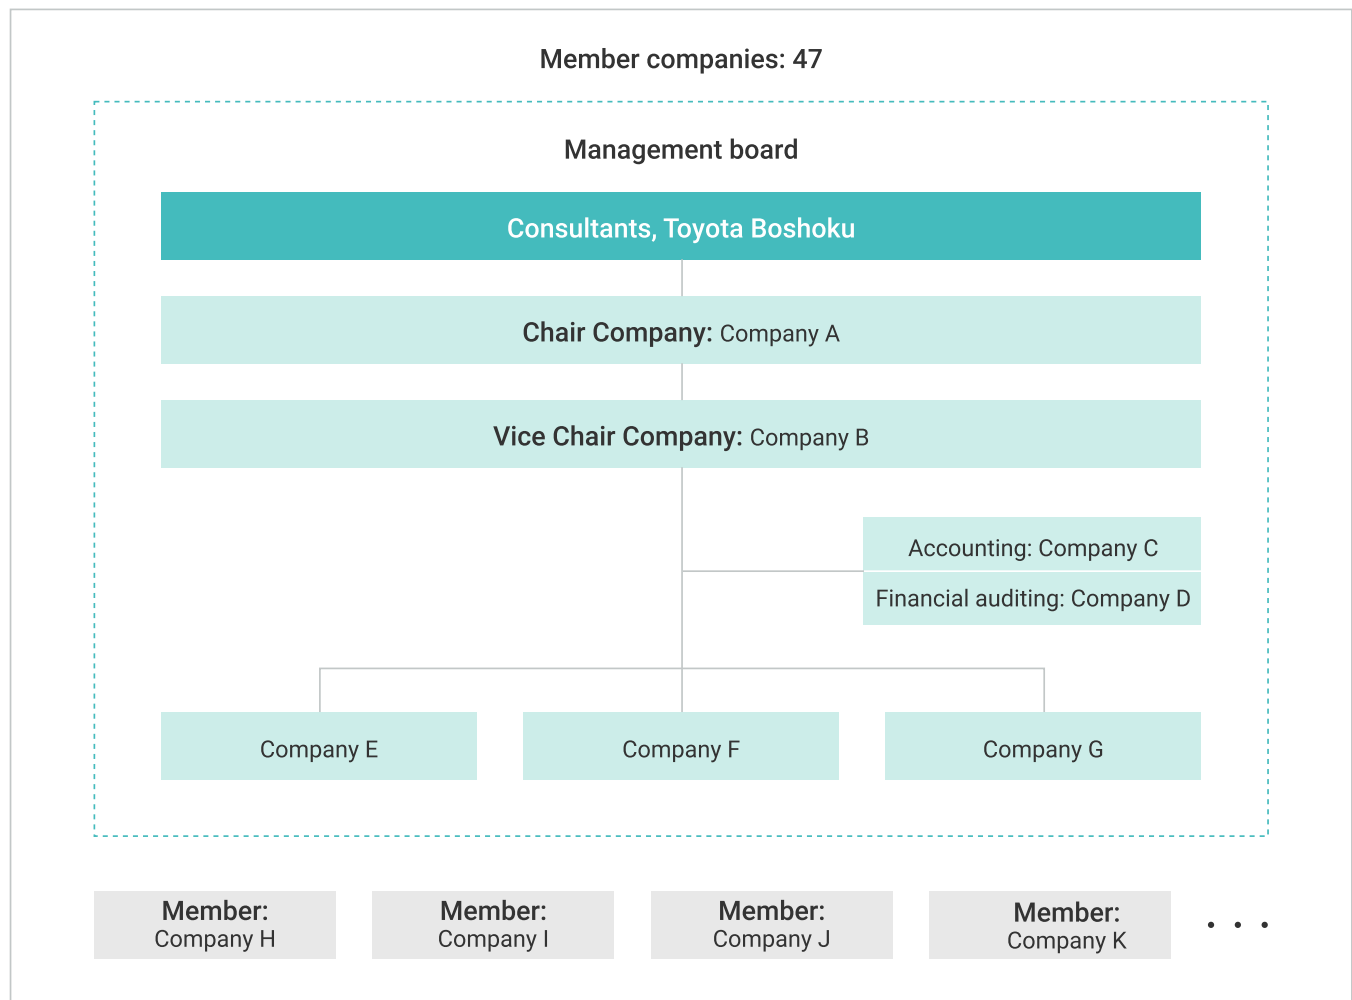 Member companies: 47
Management board
Consultants, Toyota Boshoku
Chair Company: Company A
Vice Chair Company: Company B
Accounting: Company C
Financial auditing: Company D
Company E
Company F
Company G
Member:
Company H
Member:
Company I
Member:
Company J
Member:
Company K
. . .